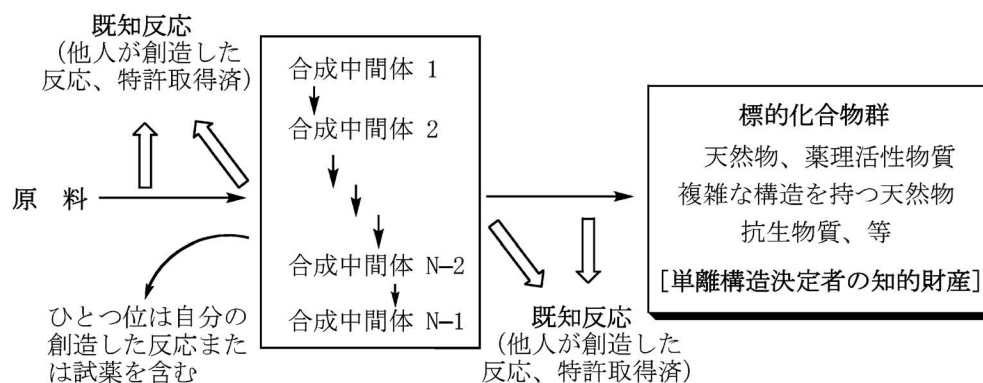 既知反応
(他人が創造した
反応、特許取得済)
合成中間体 1
合成中間体 2
合成中間体 N−2
合成中間体 N−1
原　料
ひとつ位は自分の
創造した反応また
は試薬を含む
既知反応
(他人が創造した
反応、特許取得済)
標的化合物群
天然物、薬理活性物質
複雑な構造を持つ天然物
抗生物質、等
[単離構造決定者の知的財産]